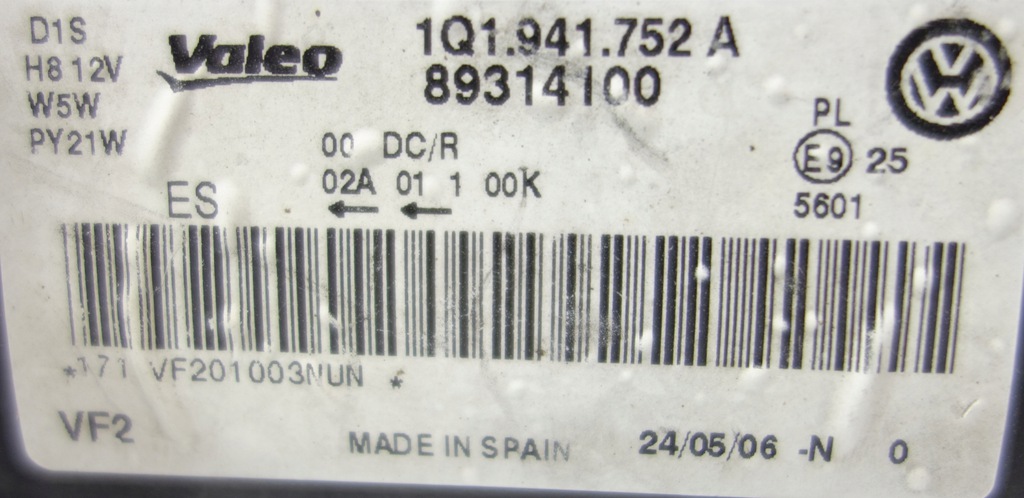 D1S
H8 12V
W5W
PY21W
Valeo
1Q1.941.752 A
89314100
00 DC/R
02A 01 1 00K
ES
PL
E9 25
5601
*171 VF201003NUN *
VF2
MADE IN SPAIN 24/05/06 -N 0